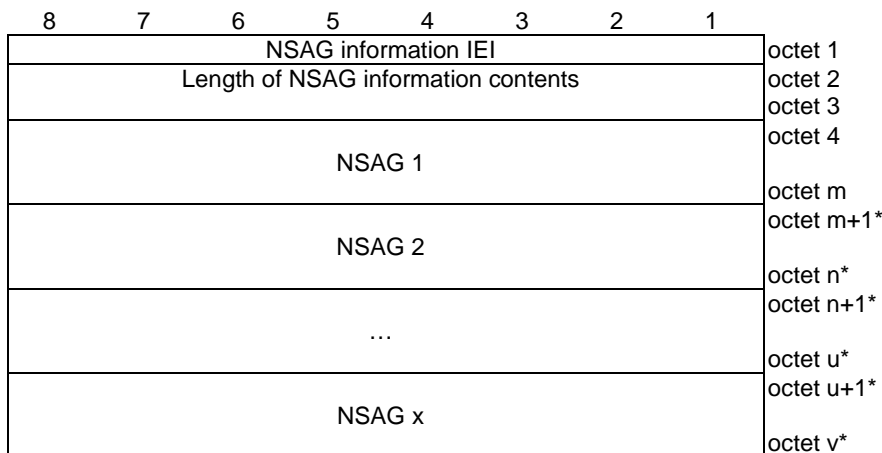 8 7 6 5 4 3 2 1
NSAG information IEI octet 1
Length of NSAG information contents octet 2
octet 3
octet 4
NSAG 1
octet m
octet m+1*
NSAG 2
octet n*
octet n+1*
…
octet u*
octet u+1*
NSAG x
octet v*